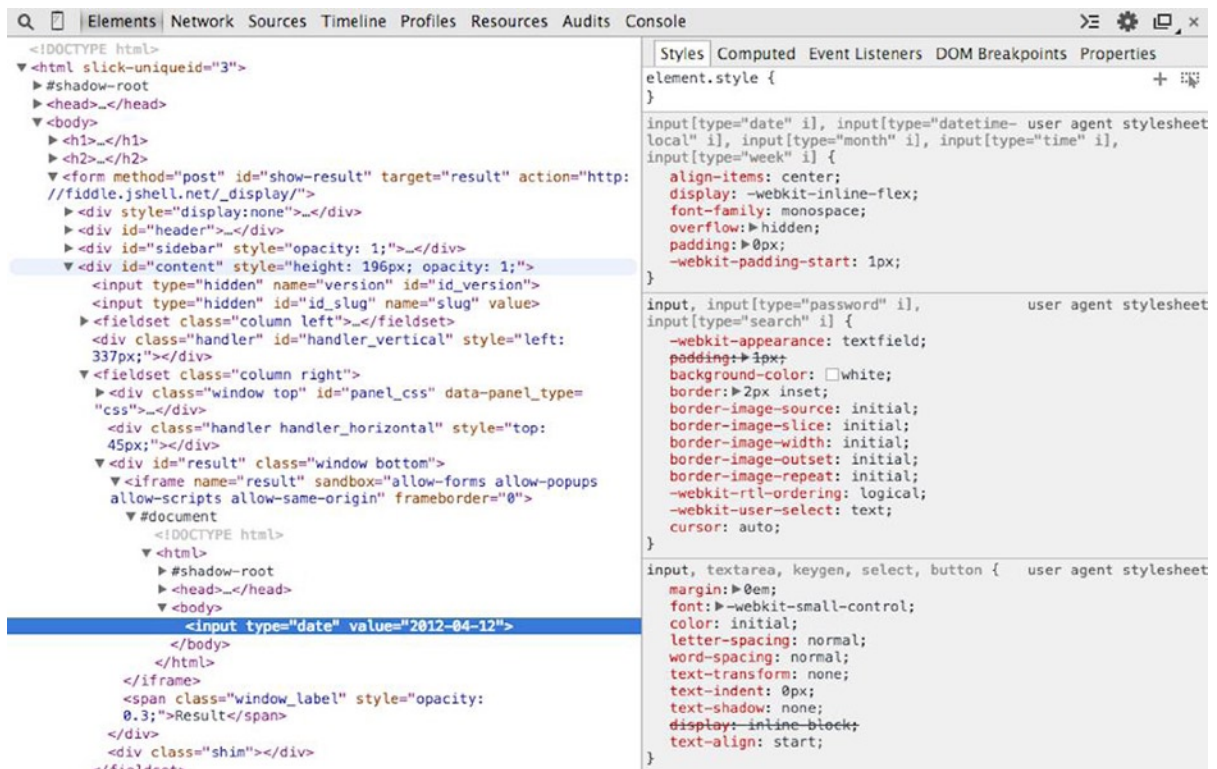 Elements Network Sources Timeline Profiles Resources Audits Console
<!DOCTYPE html>
<html slick-uniqueid="3">
#shadow-root
<head>…</head>
<body>
<h1>…</h1>
<h2>…</h2>
<form method="post" id="show-result" target="result" action="http:
//fiddle.jshell.net/_display/">
<div style="display:none">…</div>
<div id="header">…</div>
<div id="sidebar" style="opacity: 1;">…</div>
<div id="content" style="height: 196px; opacity: 1;">
<input type="hidden" name="version" id="id_version">
<input type="hidden" id="id_slug" name="slug" value>
<fieldset class="column left">…</fieldset>
<div class="handler" id="handler_vertical" style="left:
337px;"></div>
<fieldset class="column right">
<div class="window top" id="panel_css" data-panel_type=
"css">…</div>
<div class="handler handler_horizontal" style="top:
45px;"></div>
<div id="result" class="window bottom">
<iframe name="result" sandbox="allow-forms allow-popups
allow-scripts allow-same-origin" frameborder="0">
#document
<!DOCTYPE html>
<html>
#shadow-root
<head>…</head>
<body>
<input type="date" value="2012-04-12">
</body>
</html>
</iframe>
<span class="window_label" style="opacity:
0.3;">Result</span>
</div>
<div class="shim"></div>
</fieldset>
Styles Computed Event Listeners DOM Breakpoints Properties
element.style {
}
input[type="date" i], input[type="datetime- user agent stylesheet
local" i], input[type="month" i], input[type="time" i],
input[type="week" i] {
align-items: center;
display: -webkit-inline-flex;
font-family: monospace;
overflow: hidden;
padding: 0px;
-webkit-padding-start: 1px;
}
input, input[type="password" i], user agent stylesheet
input[type="search" i] {
-webkit-appearance: textfield;
padding: 1px;
background-color: white;
border: 2px inset;
border-image-source: initial;
border-image-slice: initial;
border-image-width: initial;
border-image-outset: initial;
border-image-repeat: initial;
-webkit-rtl-ordering: logical;
-webkit-user-select: text;
cursor: auto;
}
input, textarea, keygen, select, button { user agent stylesheet
margin: 0em;
font: -webkit-small-control;
color: initial;
letter-spacing: normal;
word-spacing: normal;
text-transform: none;
text-indent: 0px;
text-shadow: none;
display: inline-block;
text-align: start;
}